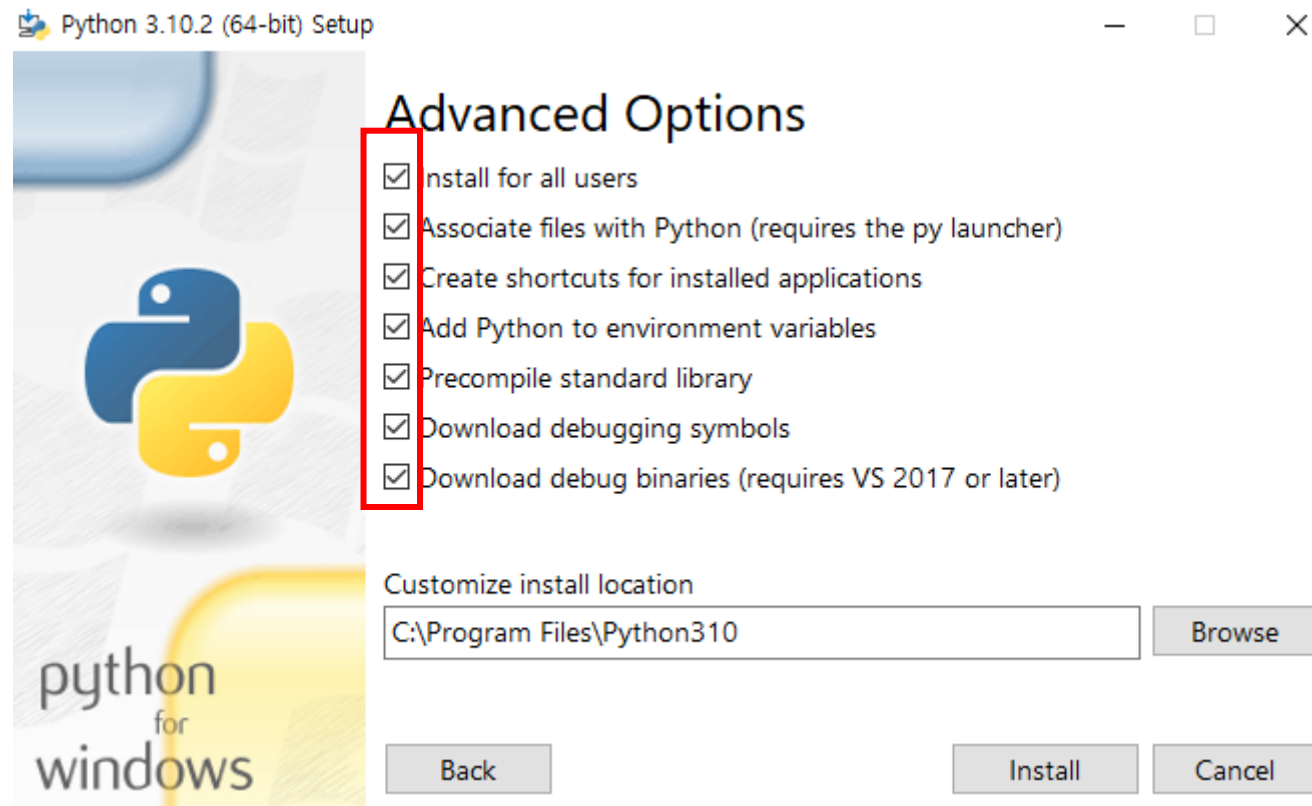 Python 3.10.2 (64-bit) Setup
Advanced Options
Install for all users
Associate files with Python (requires the py launcher)
Create shortcuts for installed applications
Add Python to environment variables
Precompile standard library
Download debugging symbols
Download debug binaries (requires VS 2017 or later)
Customize install location
C:\Program Files\Python310
Browse
python
for
windows
Back
Install
Cancel